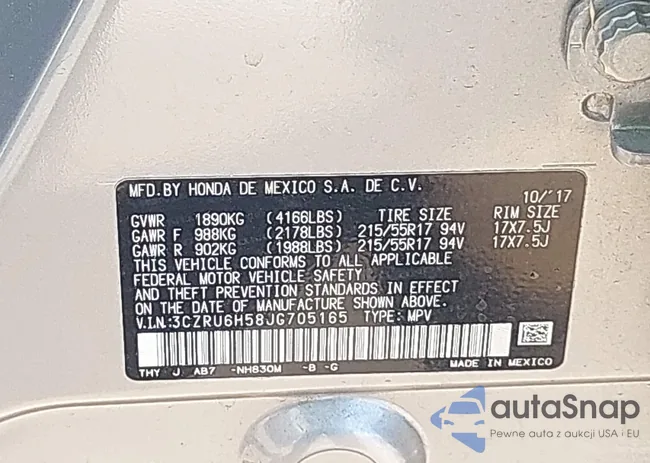 MFD.BY HONDA DE MEXICO S.A. DE C.V.
10/'17
GVWR 1890KG (4166LBS) TIRE SIZE RIM SIZE
GAWR F 988KG (2178LBS) 215/55R17 94V 17X7.5J
GAWR R 902KG (1988LBS) 215/55R17 94V 17X7.5J
THIS VEHICLE CONFORMS TO ALL APPLICABLE
FEDERAL MOTOR VEHICLE SAFETY
AND THEFT PREVENTION STANDARDS IN EFFECT
ON THE DATE OF MANUFACTURE SHOWN ABOVE.
V.I.N:3CZRU6H58JG705165 TYPE: MPV
THY J AB7 -NH830M -B -G MADE IN MEXICO
autaSnap
Pewne auta z aukcji USA i EU